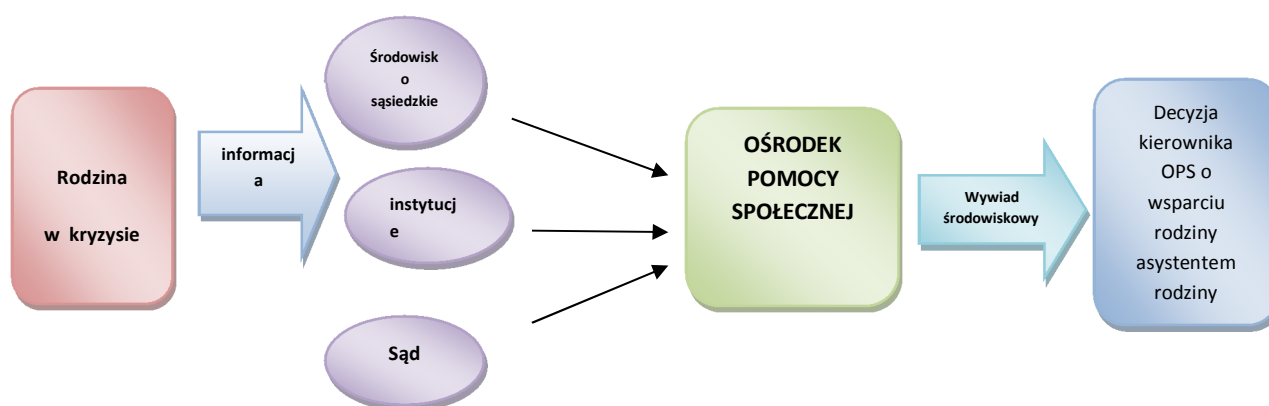 Rodzina
w kryzysie
informacj
a
Środowisk
o
sąsiedzkie
instytucj
e
Sąd
OŚRODEK
POMOCY
SPOŁECZNEJ
Wywiad
środowiskowy
Decyzja
kierownika
OPS o
wsparciu
rodziny
asystentem
rodziny